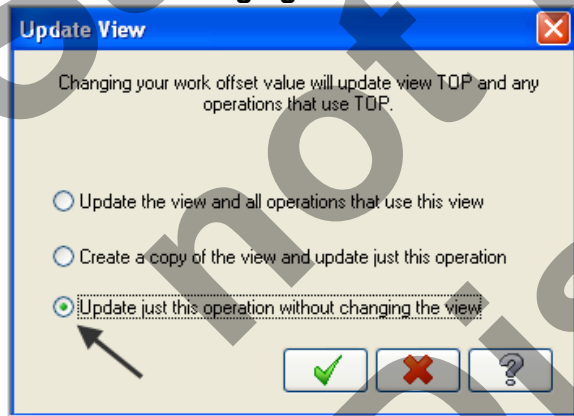 Update View
Changing your work offset value will update view TOP and any
operations that use TOP.
Update the view and all operations that use this view
Create a copy of the view and update just this operation
Update just this operation without changing the view